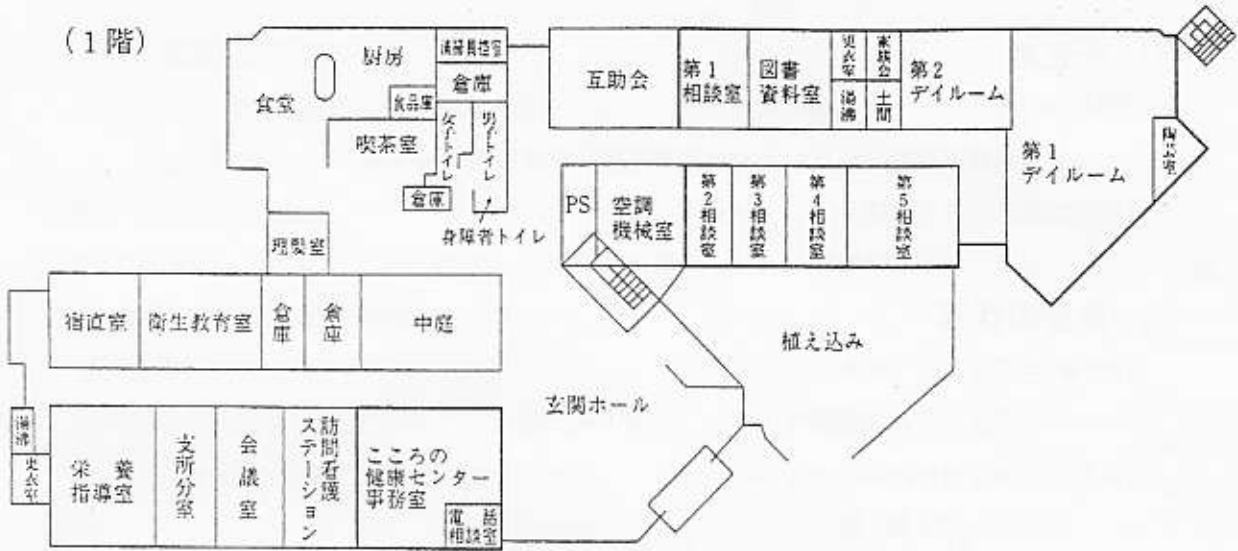 (1階)
厨房
清掃員控室
倉庫
食堂
食品庫
喫茶室
女子トイレ
男子トイレ
倉庫
身障者トイレ
理髪室
互助会
第1
相談室
図書
資料室
更衣室
家族会
湯沸
土間
第2
デイルーム
第1
デイルーム
PS
空調
機械室
第2相談室
第3相談室
第4相談室
第5相談室
宿直室
衛生教育室
倉庫
倉庫
中庭
植え込み
玄関ホール
湯沸
更衣室
栄養
指導室
支所分室
会議室
訪問看護
ステーション
こころの
健康センター
事務室
電話
相談室